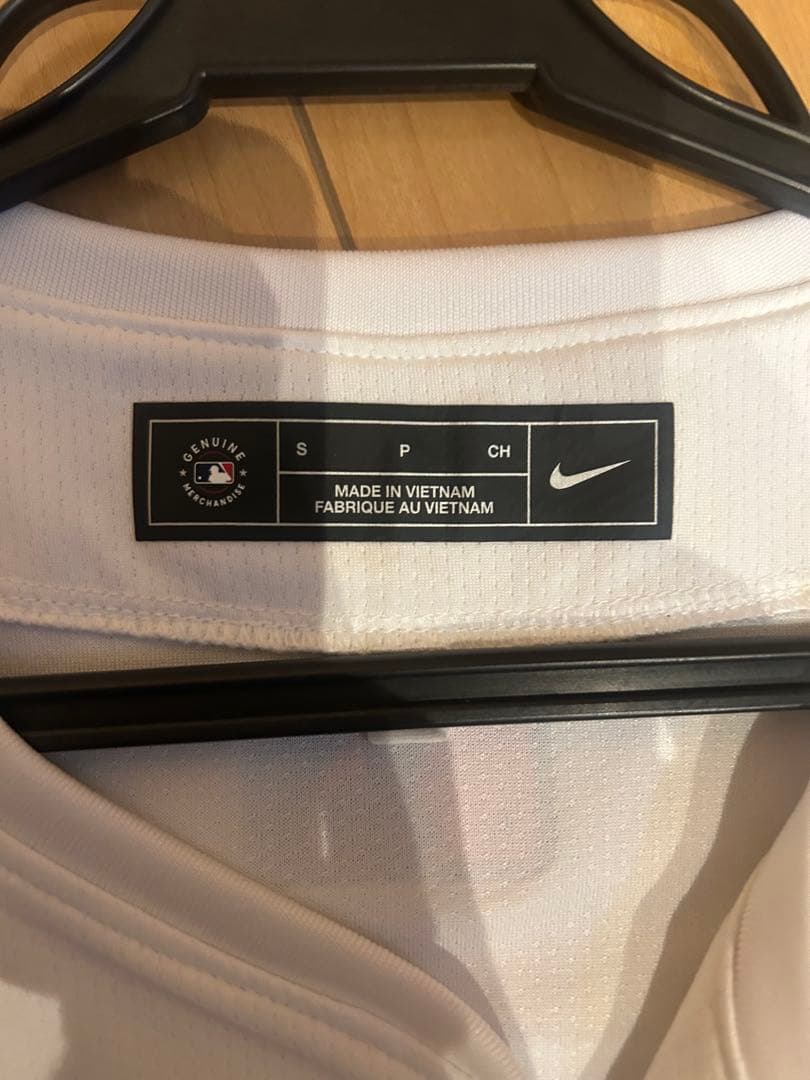 GENUINE
MERCHANDISE
S P CH
MADE IN VIETNAM
FABRIQUE AU VIETNAM